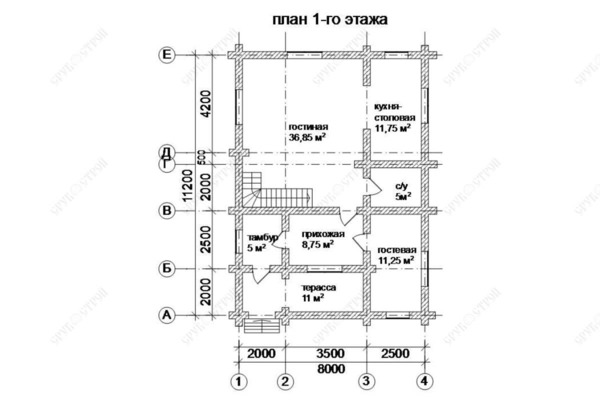 план 1-го этажа
Е
Д
Г
В
Б
А
4200
500
2000
2500
2000
11200
гостиная
36,85 м²
кухня-
столовая
11,75 м²
с/у
5м²
тамбур
5 м²
прихожая
8,75 м²
гостевая
11,25 м²
терасса
11 м²
2000 3500 2500
8000
1 2 3 4